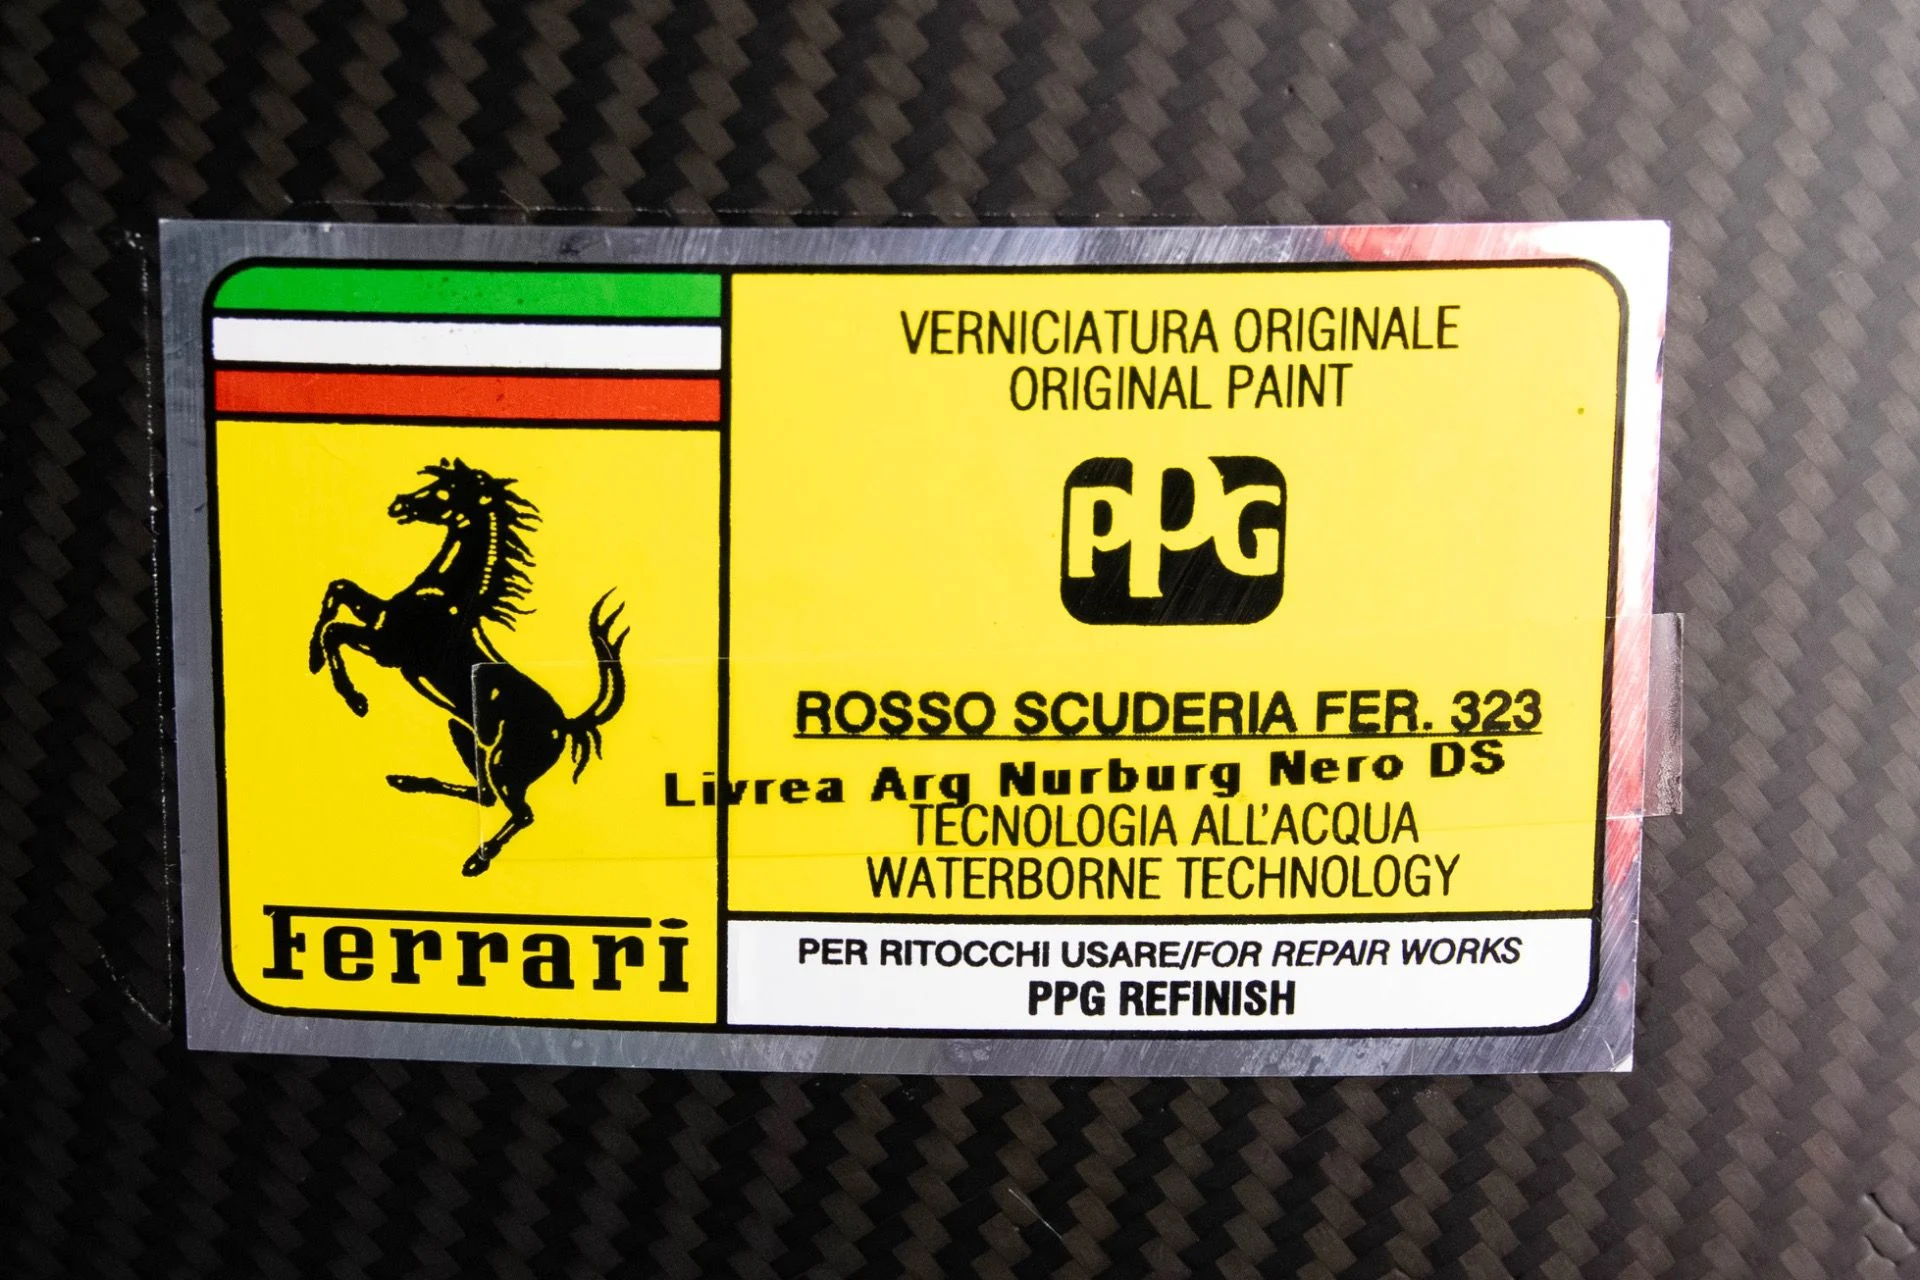 VERNICIATURA ORIGINALE
ORIGINAL PAINT
PPG
ROSSO SCUDERIA FER. 323
Livrea Arg Nurburg Nero DS
TECNOLOGIA ALL'ACQUA
WATERBORNE TECHNOLOGY
Ferrari
PER RITOCCHI USARE/FOR REPAIR WORKS
PPG REFINISH